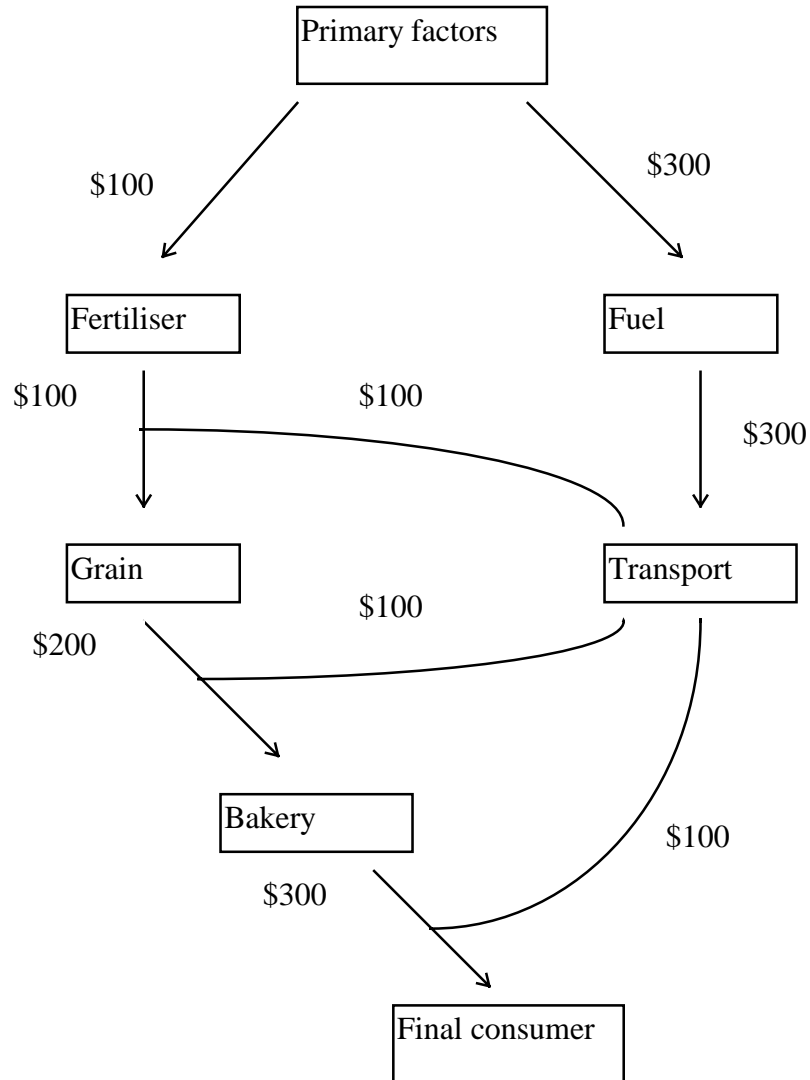 Primary factors
$100
$300
Fertiliser
Fuel
$100
$100
$300
Grain
Transport
$100
$200
Bakery
$100
$300
Final consumer